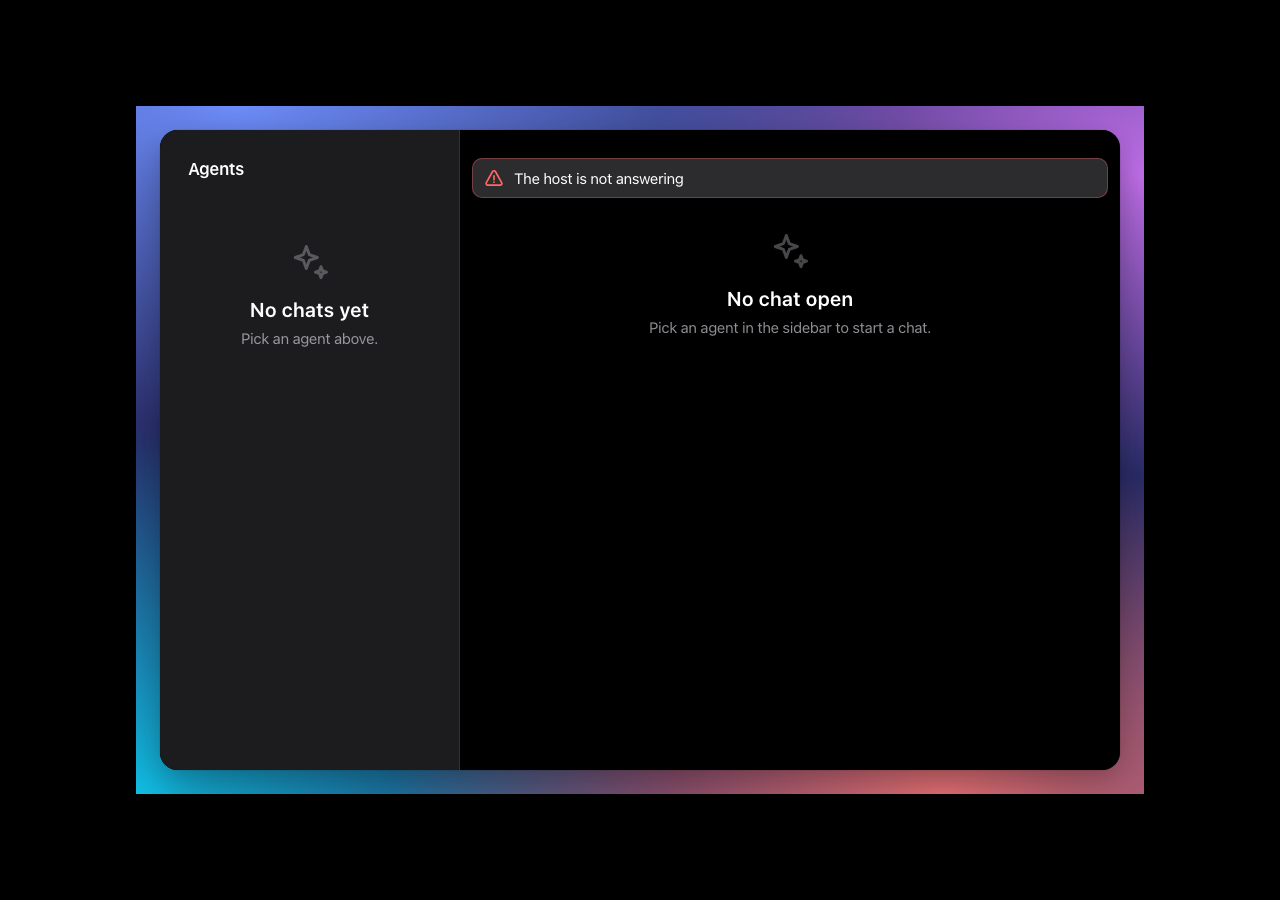 Agents
No chats yet
Pick an agent above.
The host is not answering
No chat open
Pick an agent in the sidebar to start a chat.